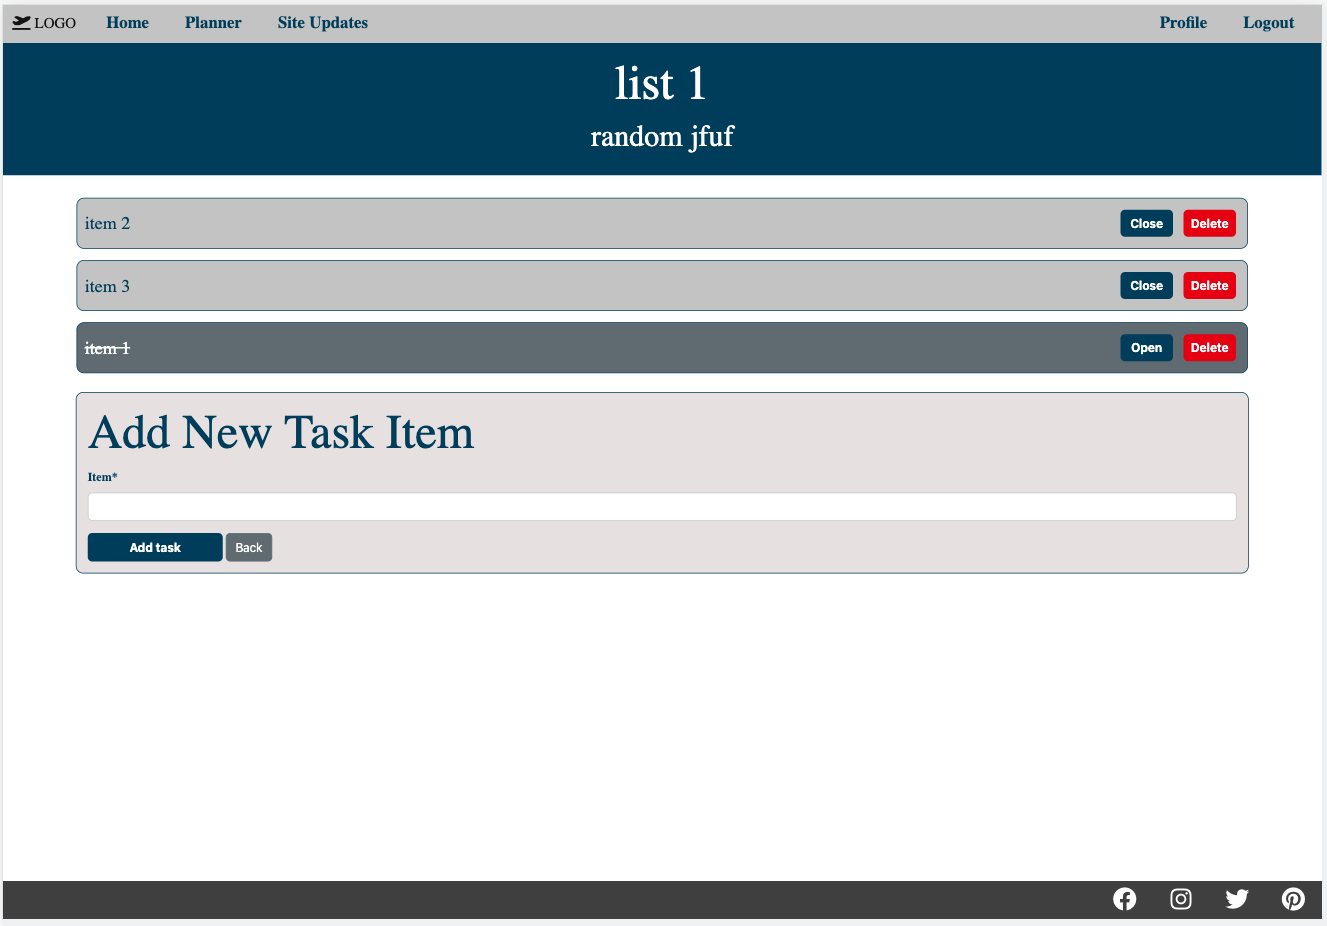 LOGO Home Planner Site Updates Profile Logout
list 1
random jfuf
item 2 Close Delete
item 3 Close Delete
item 1 Open Delete
Add New Task Item
Item*
Add task Back